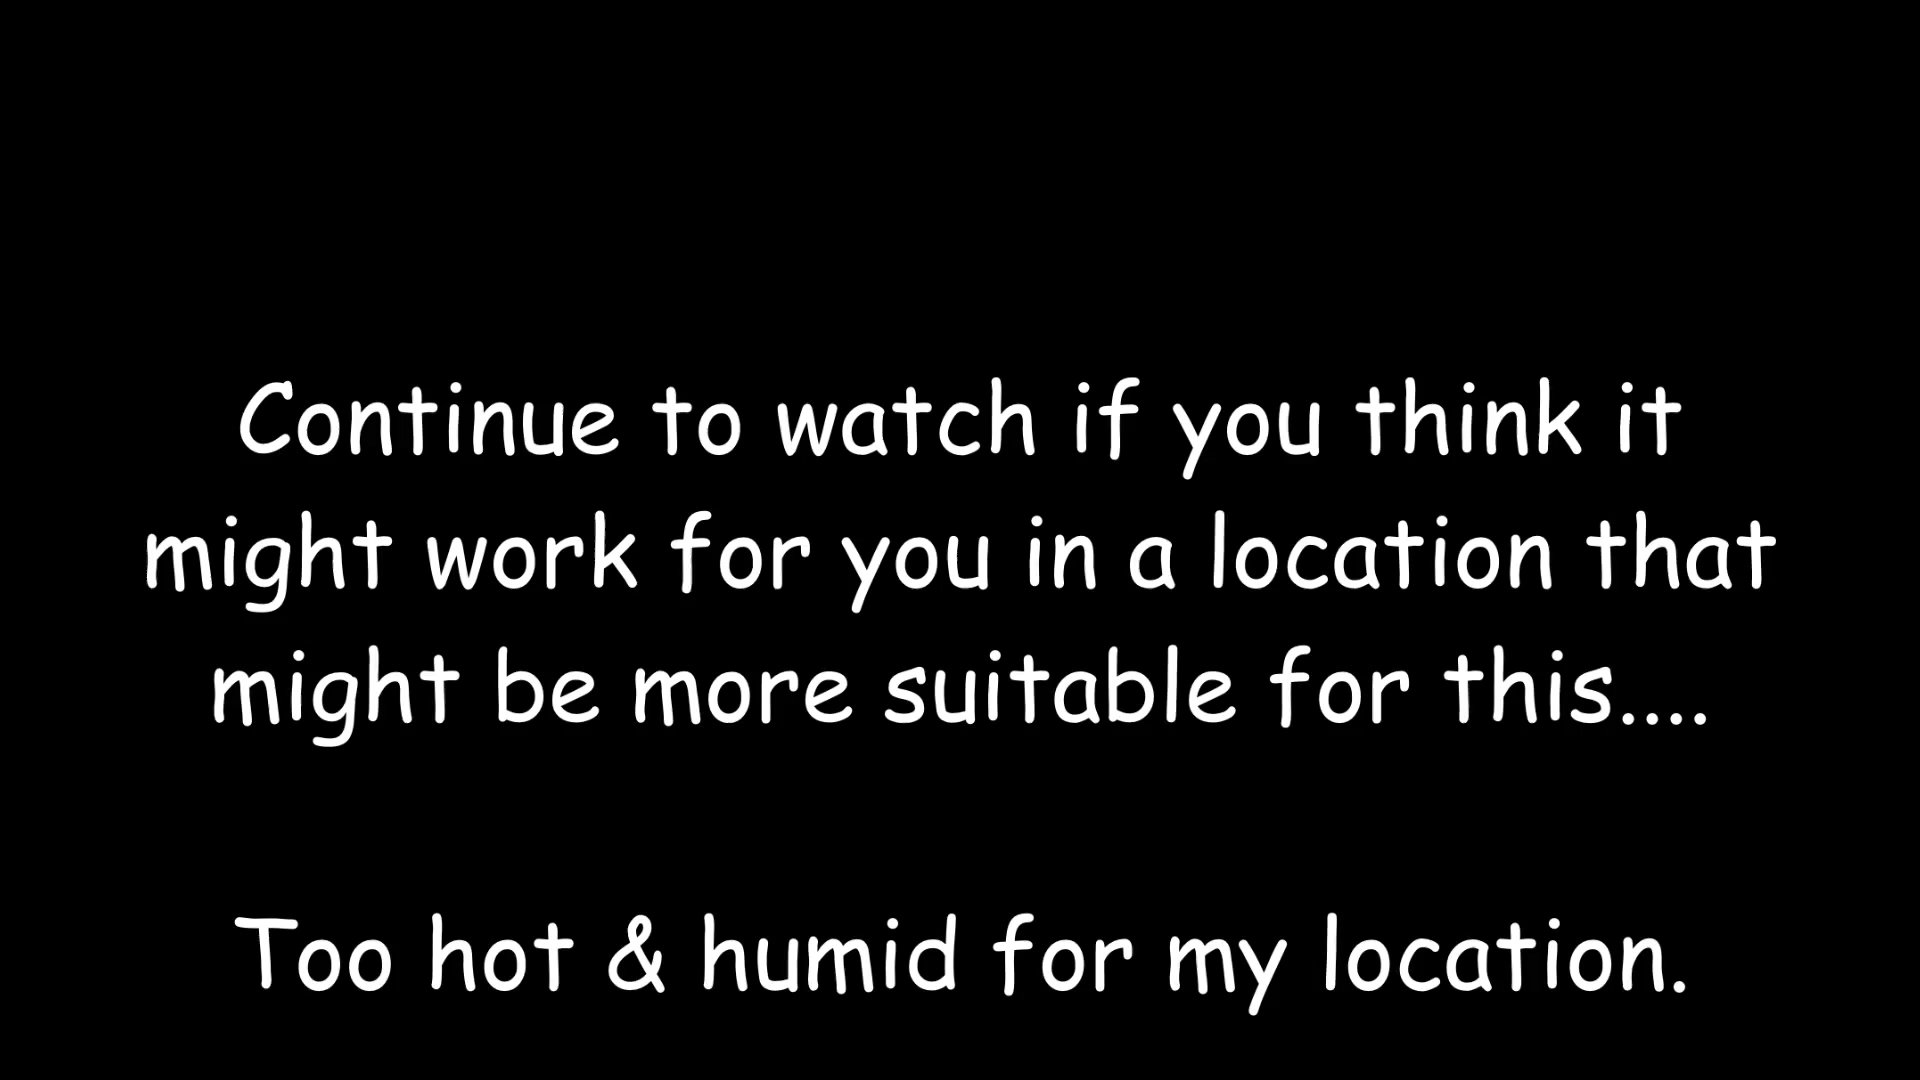 Continue to watch if you think it
might work for you in a location that
might be more suitable for this....
Too hot & humid for my location.